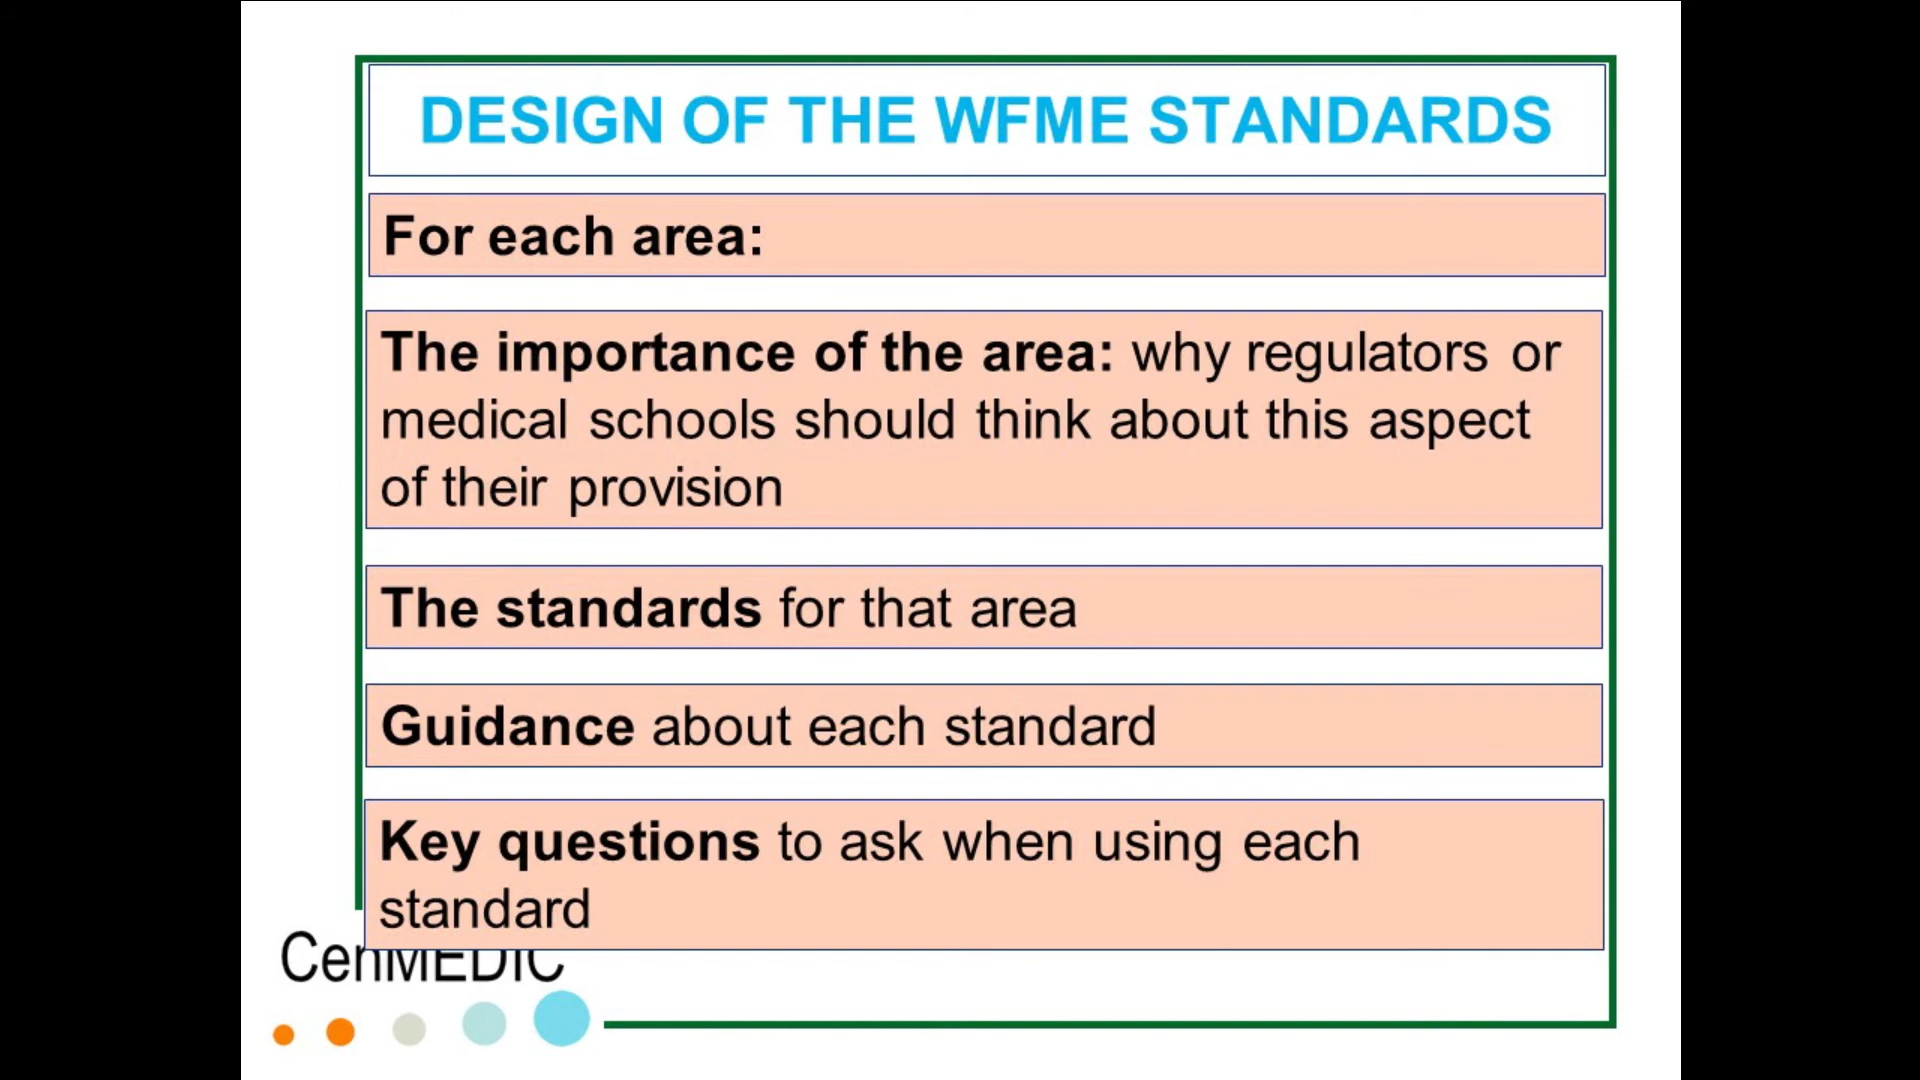 DESIGN OF THE WFME STANDARDS
For each area:
The importance of the area: why regulators or
medical schools should think about this aspect
of their provision
The standards for that area
Guidance about each standard
Key questions to ask when using each
standard
CenMEDIC